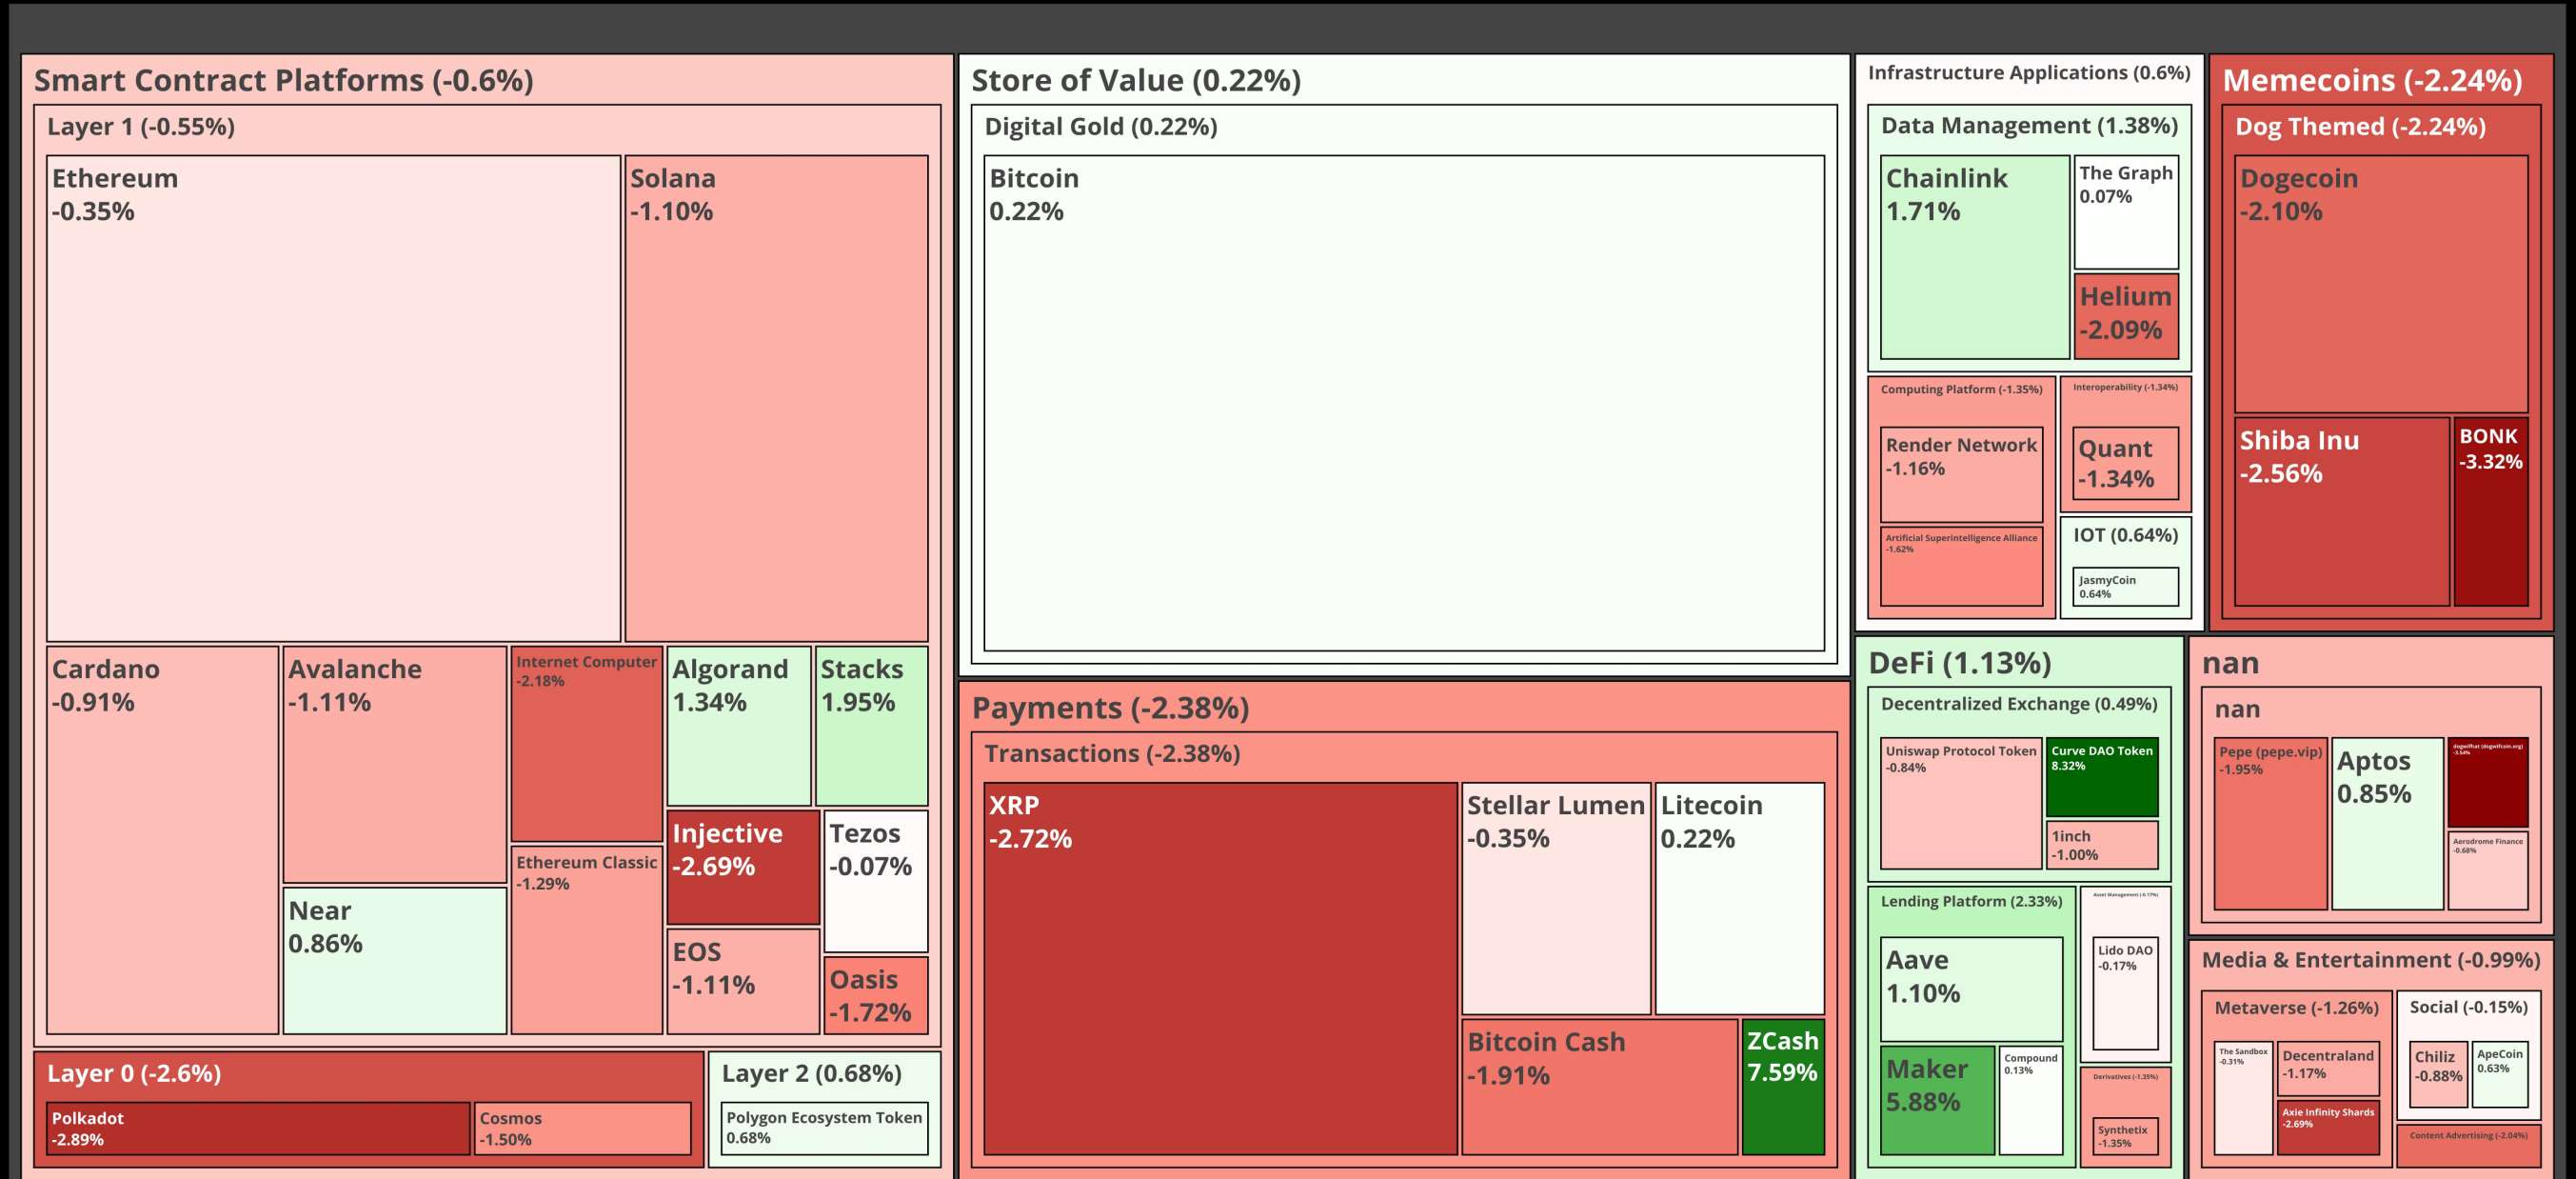 Smart Contract Platforms (-0.6%)
Layer 1 (-0.55%)
Ethereum
-0.35%
Solana
-1.10%
Cardano
-0.91%
Avalanche
-1.11%
Near
0.86%
Internet Computer
-2.18%
Ethereum Classic
-1.29%
Algorand
1.34%
Stacks
1.95%
Injective
-2.69%
Tezos
-0.07%
EOS
-1.11%
Oasis
-1.72%
Layer 0 (-2.6%)
Polkadot
-2.89%
Cosmos
-1.50%
Layer 2 (0.68%)
Polygon Ecosystem Token
0.68%
Store of Value (0.22%)
Digital Gold (0.22%)
Bitcoin
0.22%
Payments (-2.38%)
Transactions (-2.38%)
XRP
-2.72%
Stellar Lumen
-0.35%
Litecoin
0.22%
Bitcoin Cash
-1.91%
ZCash
7.59%
Infrastructure Applications (0.6%)
Data Management (1.38%)
Chainlink
1.71%
The Graph
0.07%
Helium
-2.09%
Computing Platform (-1.35%)
Render Network
-1.16%
Artificial Superintelligence Alliance
-1.62%
Interoperability (-1.34%)
Quant
-1.34%
IOT (0.64%)
JasmyCoin
0.64%
Memecoins (-2.24%)
Dog Themed (-2.24%)
Dogecoin
-2.10%
Shiba Inu
-2.56%
BONK
-3.32%
DeFi (1.13%)
Decentralized Exchange (0.49%)
Uniswap Protocol Token
-0.84%
Curve DAO Token
8.32%
1inch
-1.00%
Lending Platform (2.33%)
Aave
1.10%
Maker
5.88%
Compound
0.13%
Asset Management (-0.17%)
Lido DAO
-0.17%
Derivatives (-1.35%)
Synthetix
-1.35%
nan
nan
Pepe (pepe.vip)
-1.95%
Aptos
0.85%
dogwifhat (dogwifcoin.org)
-3.54%
Aerodrome Finance
-0.68%
Media & Entertainment (-0.99%)
Metaverse (-1.26%)
The Sandbox
-0.31%
Decentraland
-1.17%
Axie Infinity Shards
-2.69%
Social (-0.15%)
Chiliz
-0.88%
ApeCoin
0.63%
Content Advertising (-2.04%)